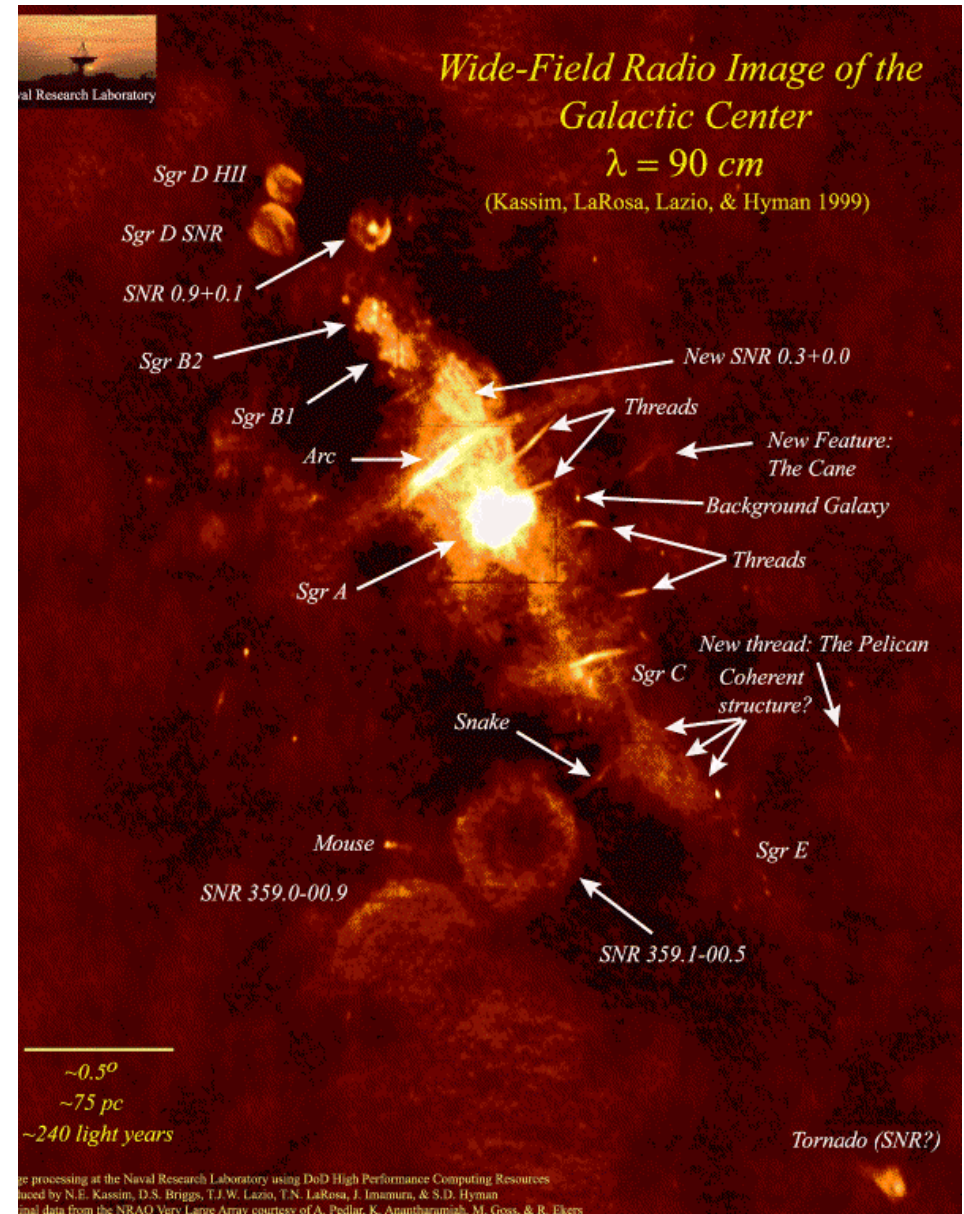 val Research Laboratory
Wide-Field Radio Image of the
Galactic Center
λ = 90 cm
(Kassim, LaRosa, Lazio, & Hyman 1999)
Sgr D HII
Sgr D SNR
SNR 0.9+0.1
Sgr B2
Sgr B1
New SNR 0.3+0.0
Threads
Arc
New Feature:
The Cane
Background Galaxy
Threads
Sgr A
New thread: The Pelican
Sgr C
Coherent
structure?
Snake
Mouse
Sgr E
SNR 359.0-00.9
SNR 359.1-00.5
~0.5º
~75 pc
~240 light years
Tornado (SNR?)
ge processing at the Naval Research Laboratory using DoD High Performance Computing Resources
duced by N.E. Kassim, D.S. Briggs, T.J.W. Lazio, T.N. LaRosa, J. Imamura, & S.D. Hyman
inal data from the NRAO Very Large Array courtesy of A. Pedlar, K. Anantharamiah, M. Goss, & R. Ekers